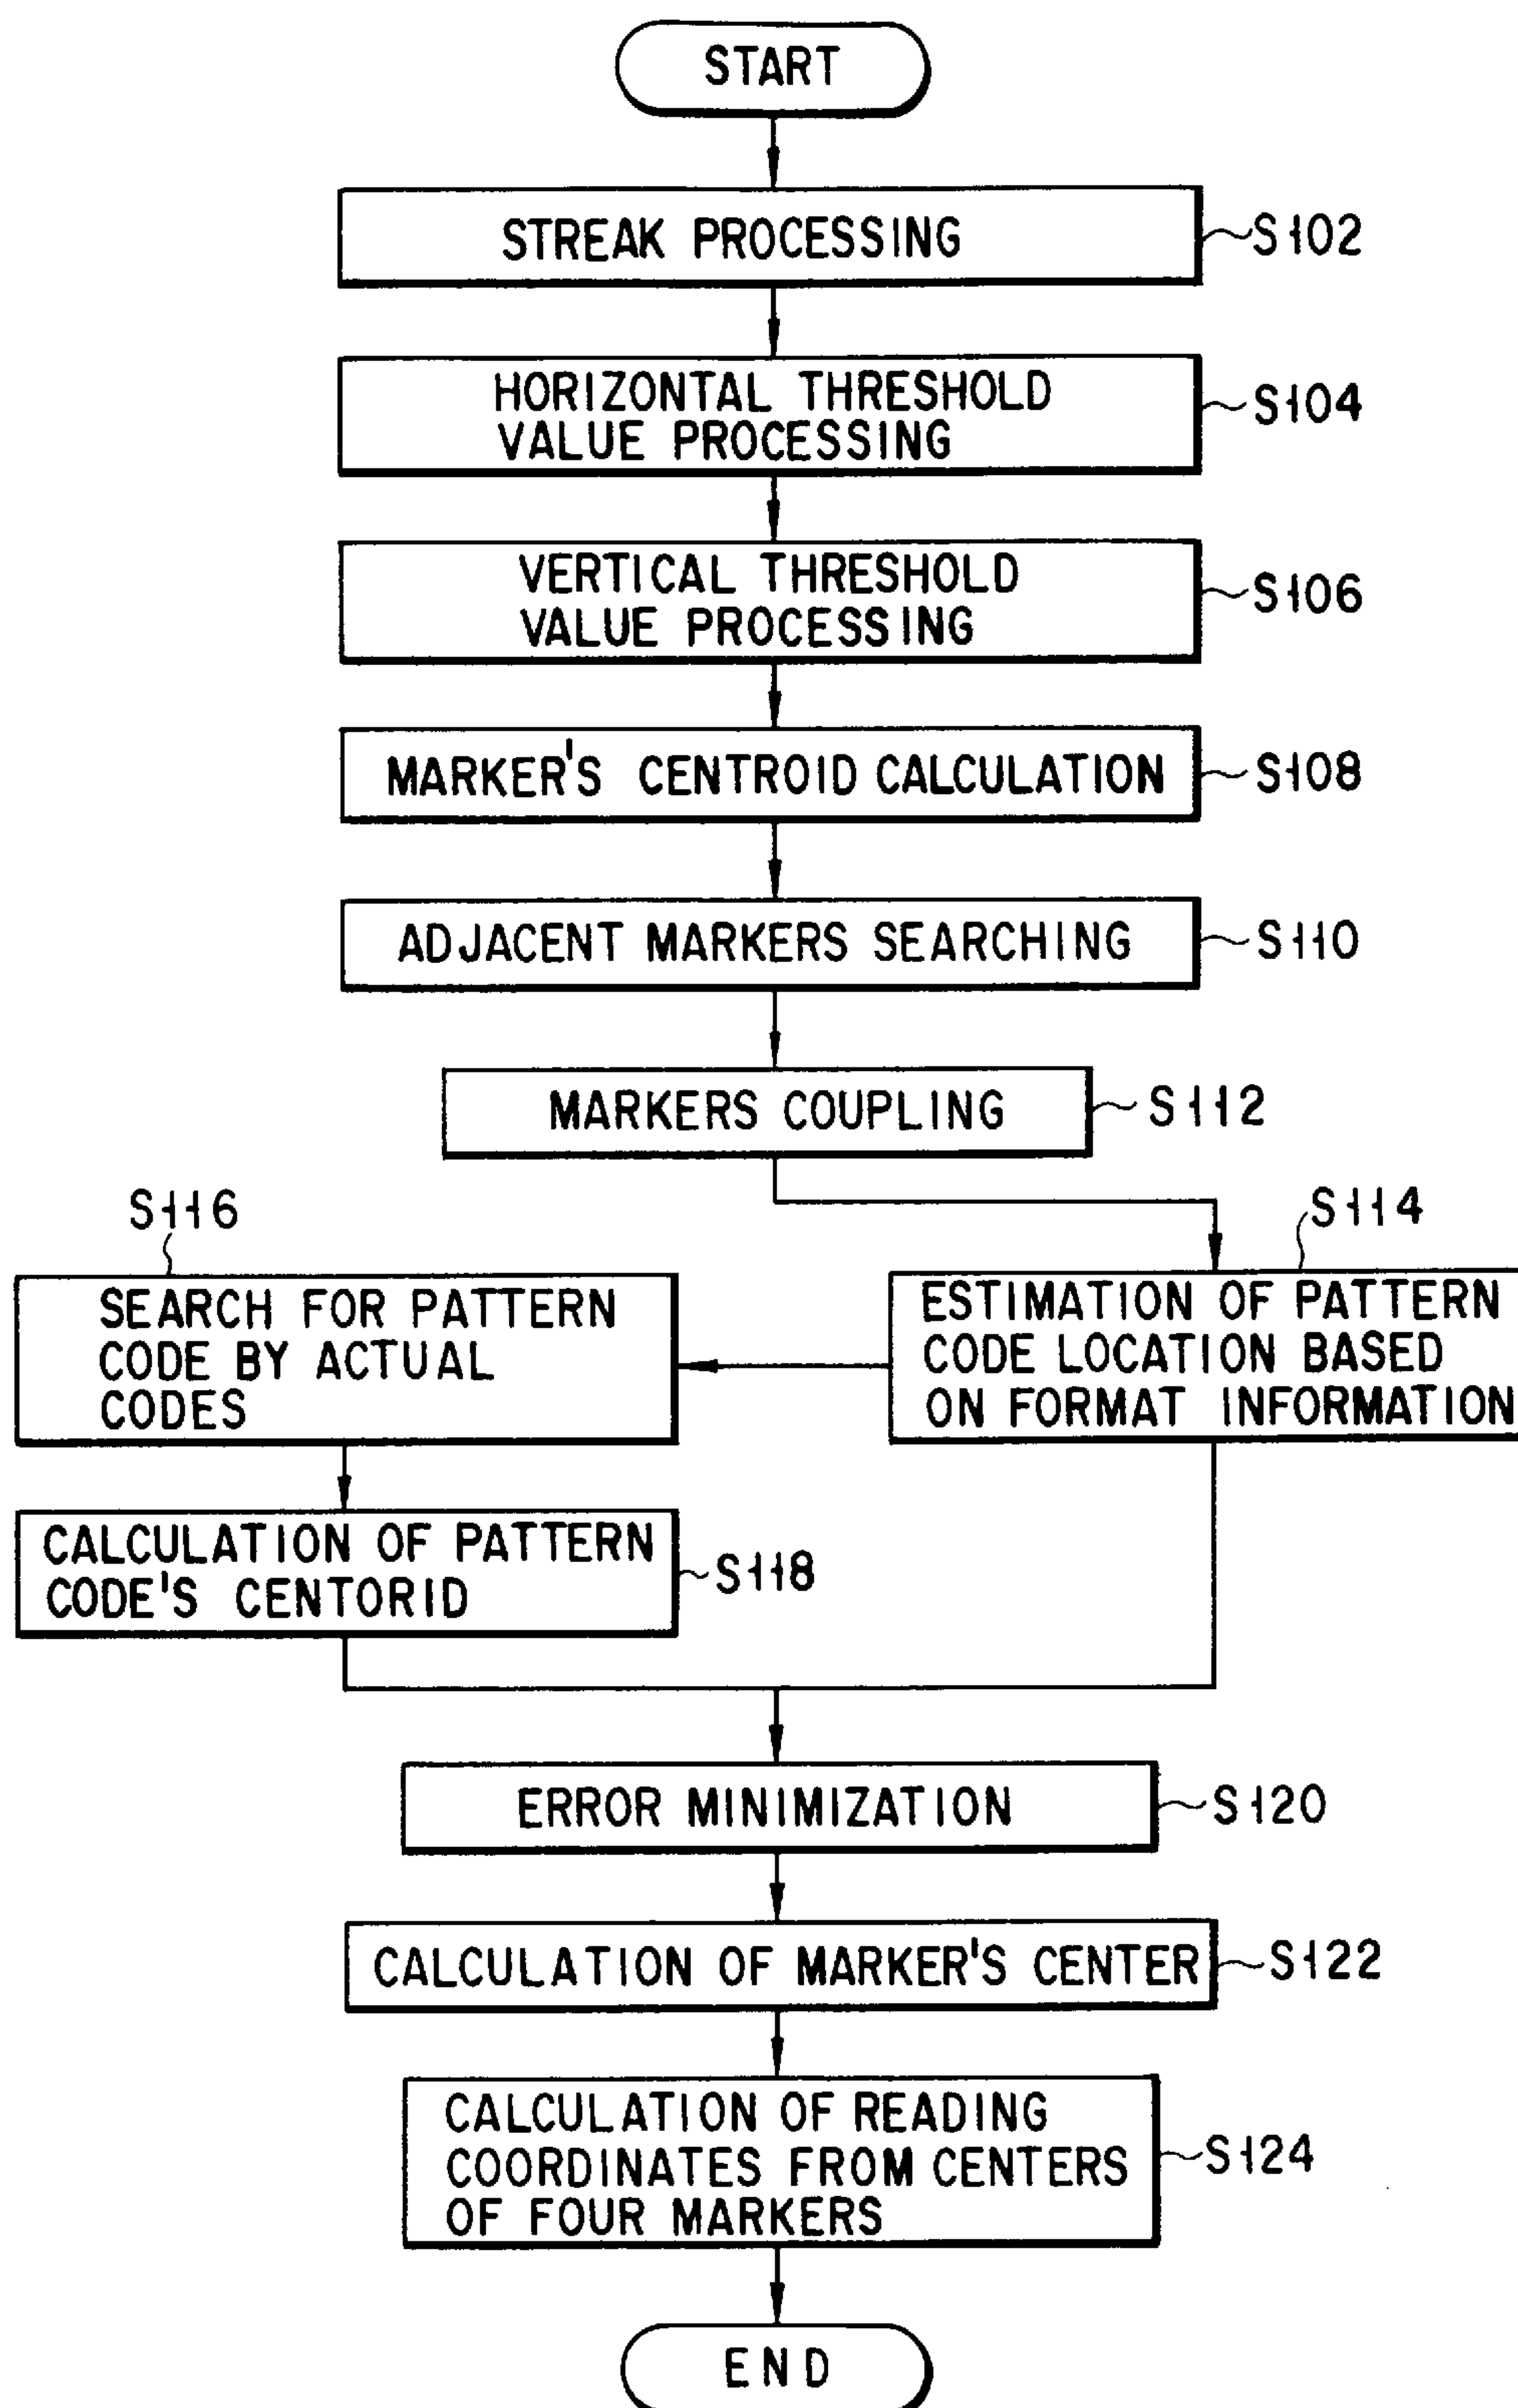 START
STREAK PROCESSING
S102
HORIZONTAL THRESHOLD
VALUE PROCESSING
S104
VERTICAL THRESHOLD
VALUE PROCESSING
S106
MARKER'S CENTROID CALCULATION
S108
ADJACENT MARKERS SEARCHING
S110
MARKERS COUPLING
S112
S116
S114
SEARCH FOR PATTERN
CODE BY ACTUAL
CODES
ESTIMATION OF PATTERN
CODE LOCATION BASED
ON FORMAT INFORMATION
CALCULATION OF PATTERN
CODE'S CENTORID
S118
ERROR MINIMIZATION
S120
CALCULATION OF MARKER'S CENTER
S122
CALCULATION OF READING
COORDINATES FROM CENTERS
OF FOUR MARKERS
S124
END